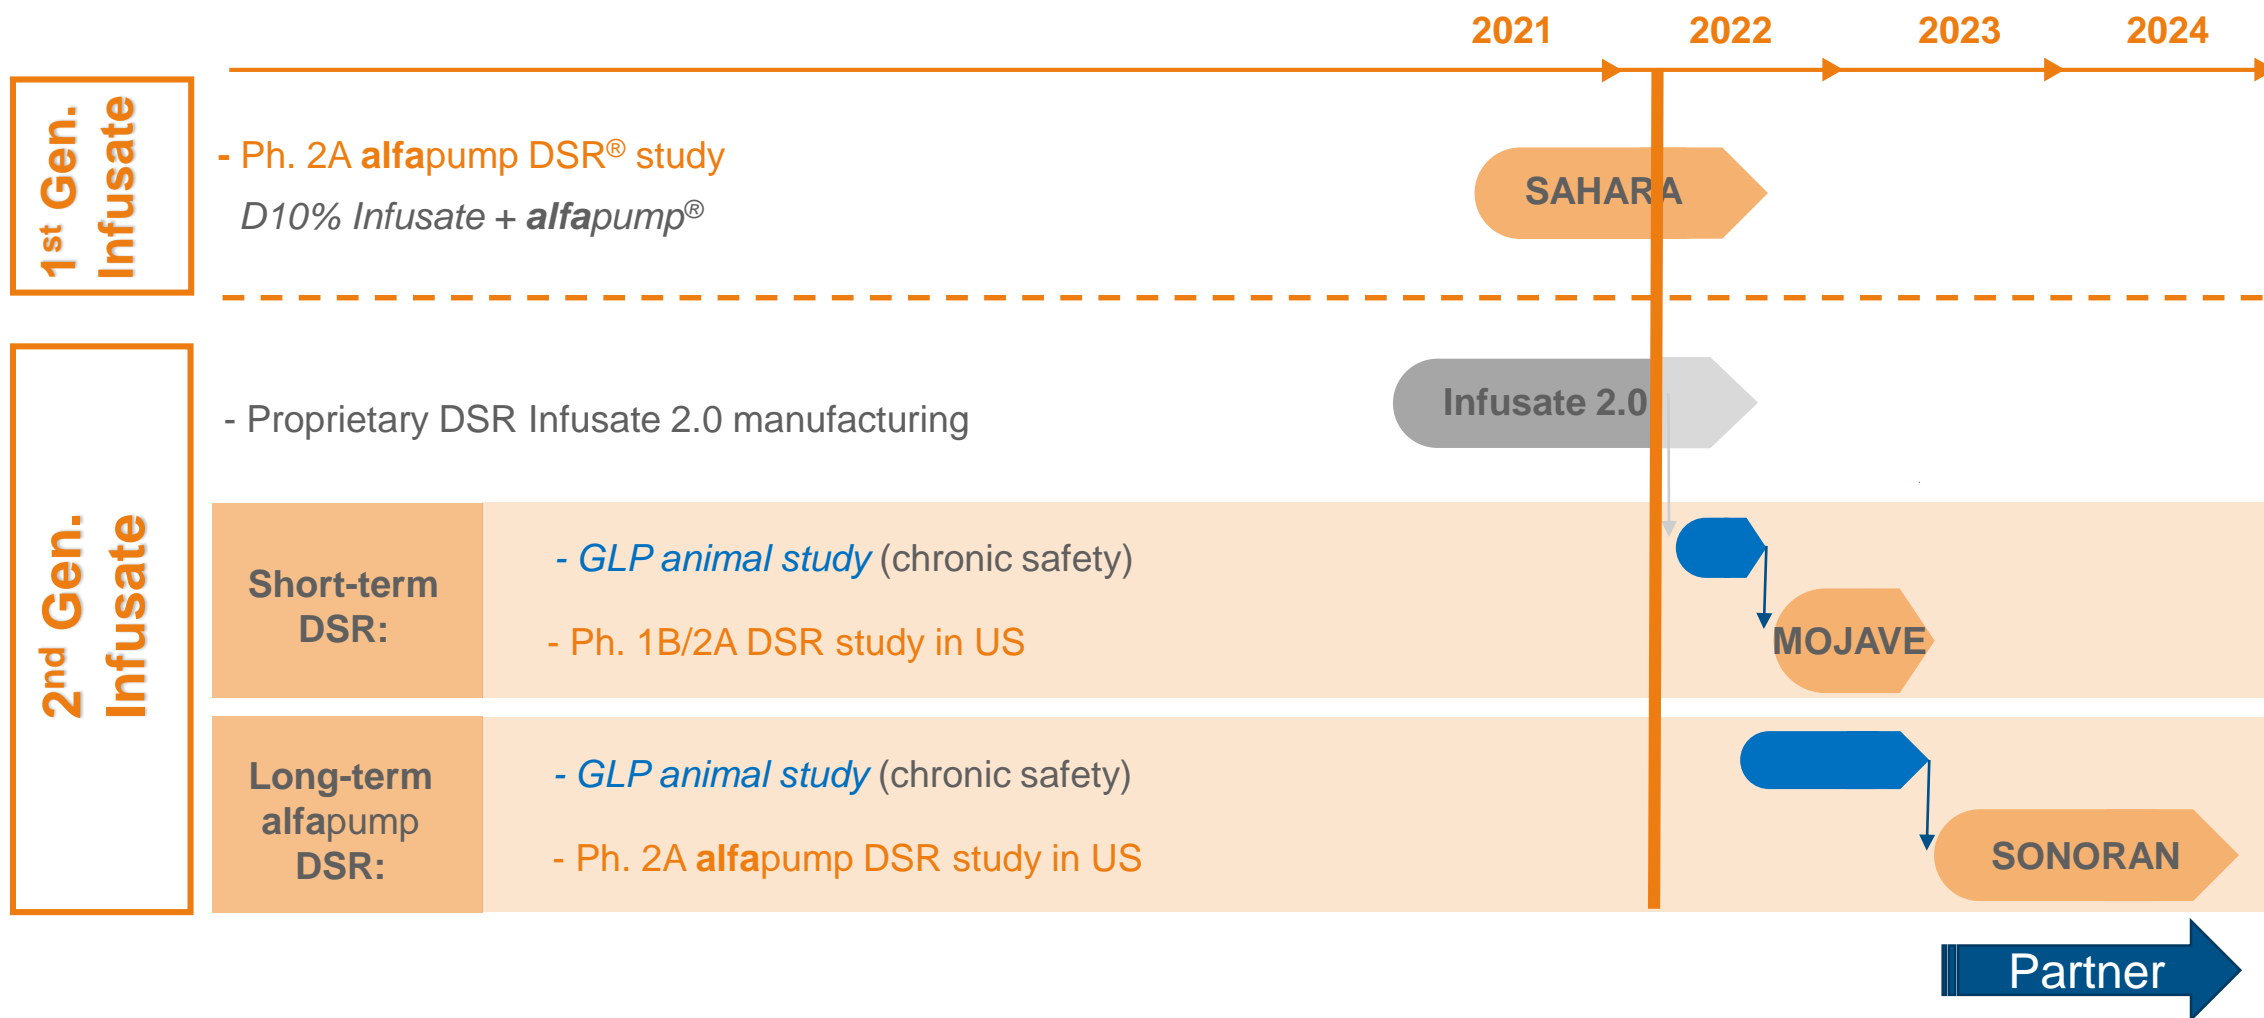 2021 2022 2023 2024
1st Gen.
Infusate
- Ph. 2A alfapump DSR® study
D10% Infusate + alfapump®
SAHARA
2nd Gen.
Infusate
- Proprietary DSR Infusate 2.0 manufacturing
Infusate 2.0
Short-term
DSR:
- GLP animal study (chronic safety)
- Ph. 1B/2A DSR study in US
MOJAVE
Long-term
alfapump
DSR:
- GLP animal study (chronic safety)
- Ph. 2A alfapump DSR study in US
SONORAN
Partner